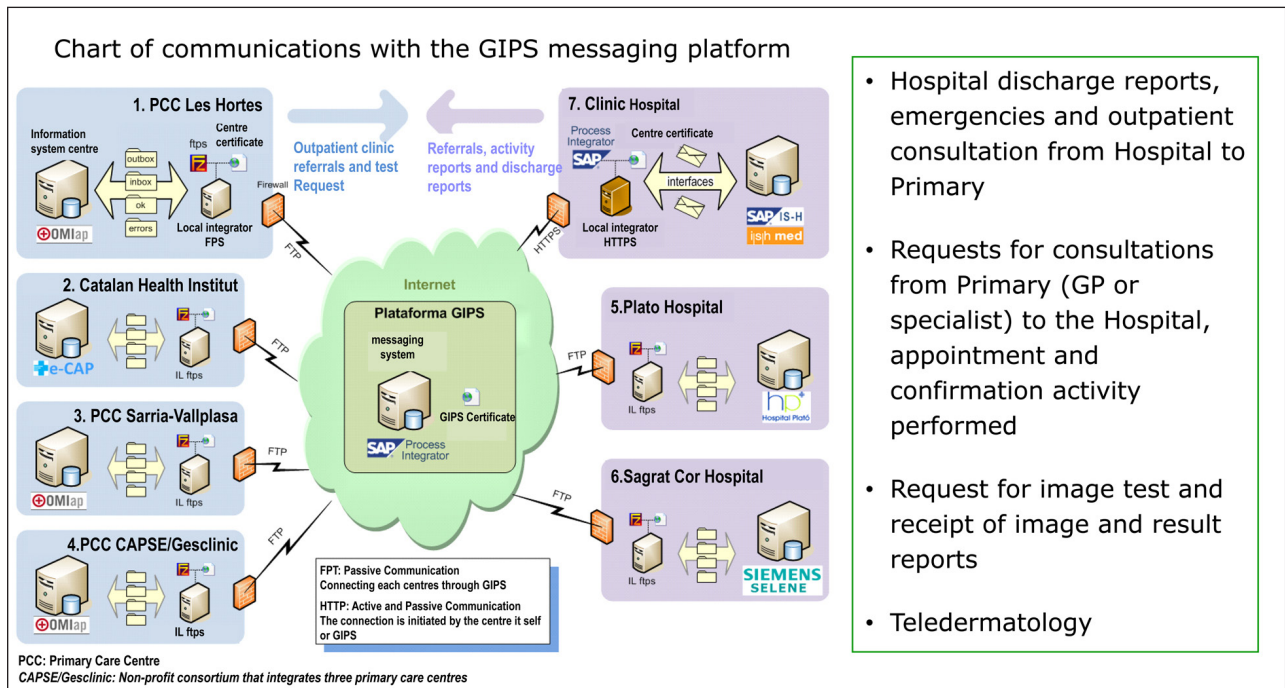 Chart of communications with the GIPS messaging platform
1. PCC Les Hortes
Information
system centre
outbox
inbox
ok
errors
OMIap
ftps
Centre
certificate
FZ
Local integrator
FPS
Firewall
FTP
Outpatient clinic
referrals and test
Request
Referrals, activity
reports and discharge
reports
7. Clinic Hospital
Process
Integrator
SAP
Centre certificate
interfaces
Local integrator
HTTPS
SAP IS-H
i.s.h med
HTTPS
2. Catalan Health Institut
e-CAP
FZ
IL ftps
FTP
3. PCC Sarria-Vallplasa
OMIap
FZ
IL ftps
FTP
4.PCC CAPSE/Gesclinic
OMIap
FZ
IL ftps
FTP
Internet
Plataforma GIPS
messaging
system
GIPS Certificate
SAP Process
Integrator
5.Plato Hospital
FTP
FZ
IL ftps
hp+
Hospital Plató
6.Sagrat Cor Hospital
FTP
FZ
IL ftps
SIEMENS
SELENE
FPT: Passive Communication
Connecting each centres through GIPS
HTTP: Active and Passive Communication
The connection is initiated by the centre it self
or GIPS
PCC: Primary Care Centre
CAPSE/Gesclinic: Non-profit consortium that integrates three primary care centres
• Hospital discharge reports,
emergencies and outpatient
consultation from Hospital to
Primary
• Requests for consultations
from Primary (GP or
specialist) to the Hospital,
appointment and
confirmation activity
performed
• Request for image test and
receipt of image and result
reports
• Teledermatology